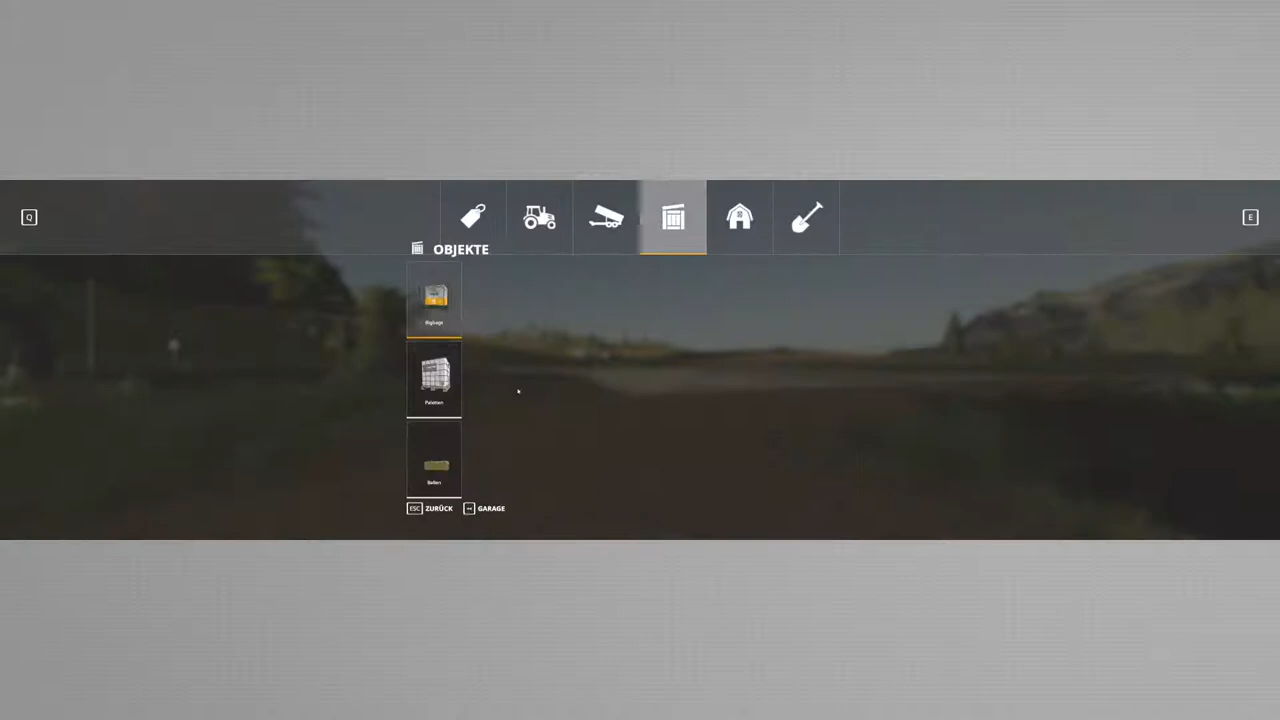 Q
E
OBJEKTE
Bigbags
Paletten
Ballen
ESC ZURÜCK GARAGE